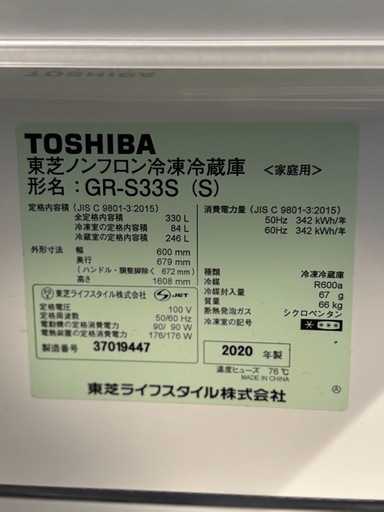 TOSHIBA
東芝ノンフロン冷凍冷蔵庫 <家庭用>
形名：GR-S33S（S）
定格内容積 (JIS C 9801-3:2015)
全定格内容積 330 L
冷凍室の定格内容積 84 L
冷蔵室の定格内容積 246 L
外形寸法 幅 600 mm
奥行 679 mm
(ハンドル・調整脚除く 672 mm)
高さ 1608 mm
消費電力量 (JIS C 9801-3:2015)
50Hz 342 kWh/年
60Hz 342 kWh/年
種類 冷凍冷蔵庫
冷媒 R600a
冷媒封入量 67 g
質量 66 kg
断熱発泡ガス シクロペンタン
冷凍室の記号
東芝ライフスタイル株式会社 S-JET
定格電圧 100 V
定格周波数 50/60 Hz
電動機の定格消費電力 90/ 90 W
電熱装置の定格消費電力 176/176 W
製造番号 37019447
2020 年製
温度ヒューズ 76℃
MADE IN CHINA
東芝ライフスタイル株式会社
Ⓐ